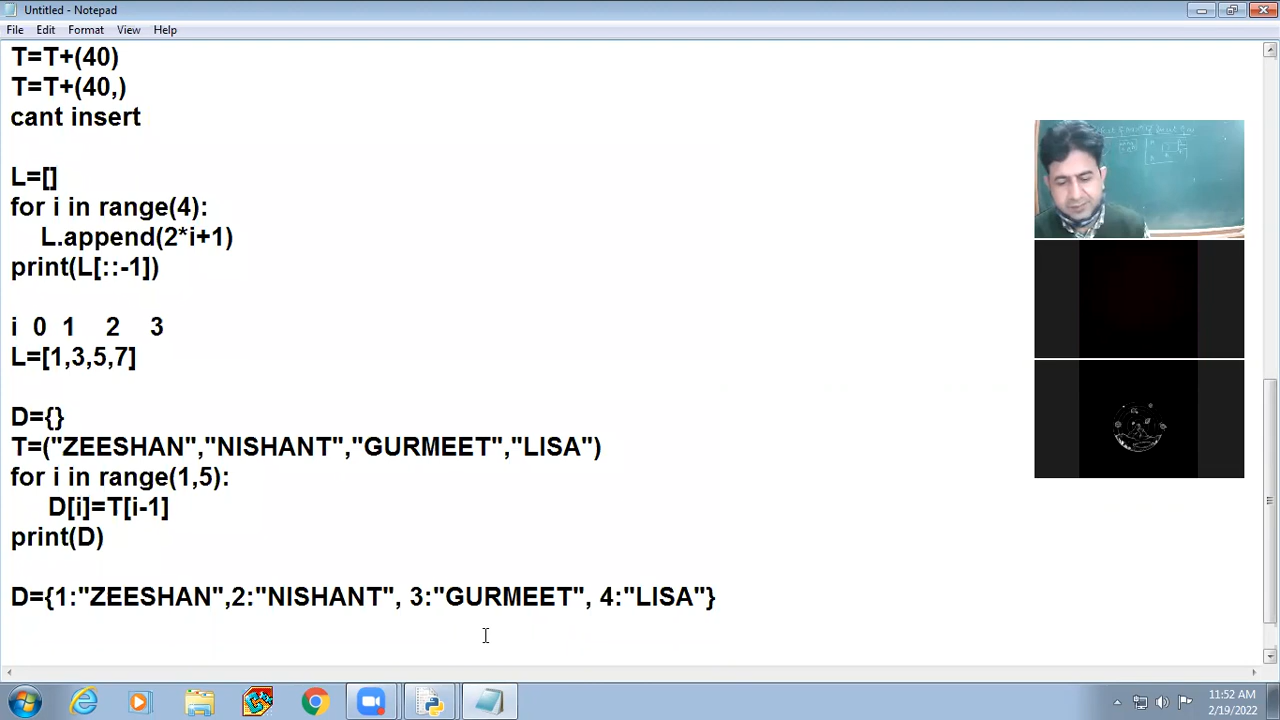 Untitled - Notepad
File Edit Format View Help
T=T+(40)
T=T+(40,)
cant insert
L=[]
for i in range(4):
    L.append(2*i+1)
print(L[::-1])
i 0 1 2 3
L=[1,3,5,7]
D={}
T=("ZEESHAN","NISHANT","GURMEET","LISA")
for i in range(1,5):
    D[i]=T[i-1]
print(D)
D={1:"ZEESHAN",2:"NISHANT", 3:"GURMEET", 4:"LISA"}
11:52 AM
2/19/2022